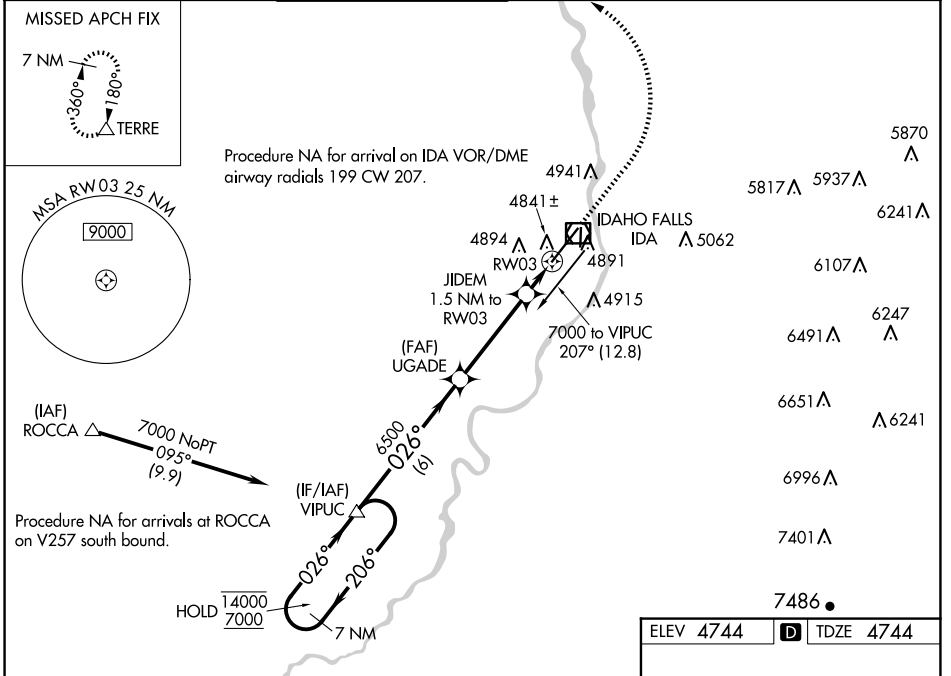 MISSED APCH FIX
7 NM
360°
180°
TERRE
Procedure NA for arrival on IDA VOR/DME
airway radials 199 CW 207.
MSA RW03 25 NM
9000
4941
4841±
4894
RW03
IDAHO FALLS
IDA
5062
4891
4915
5870
5817
5937
6241
6107
6247
6491
6651
6241
6996
7401
7486
JIDEM
1.5 NM to
RW03
7000 to VIPUC
207° (12.8)
(FAF)
UGADE
(IAF)
ROCCA
7000 NoPT
095°
(9.9)
6500
026°
(6)
(IF/IAF)
VIPUC
Procedure NA for arrivals at ROCCA
on V257 south bound.
026°
206°
HOLD
14000
7000
7 NM
ELEV 4744
D
TDZE 4744